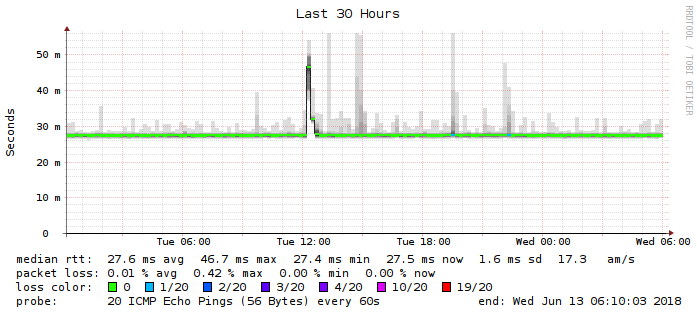 Last 30 Hours
RRDTOOL / TOBI OETIKER
Seconds
50 m
40 m
30 m
20 m
10 m
0
Tue 06:00 Tue 12:00 Tue 18:00 Wed 00:00 Wed 06:00
median rtt: 27.6 ms avg 46.7 ms max 27.4 ms min 27.5 ms now 1.6 ms sd 17.3 am/s
packet loss: 0.01 % avg 0.42 % max 0.00 % min 0.00 % now
loss color: 0 1/20 2/20 3/20 4/20 10/20 19/20
probe: 20 ICMP Echo Pings (56 Bytes) every 60s end: Wed Jun 13 06:10:03 2018